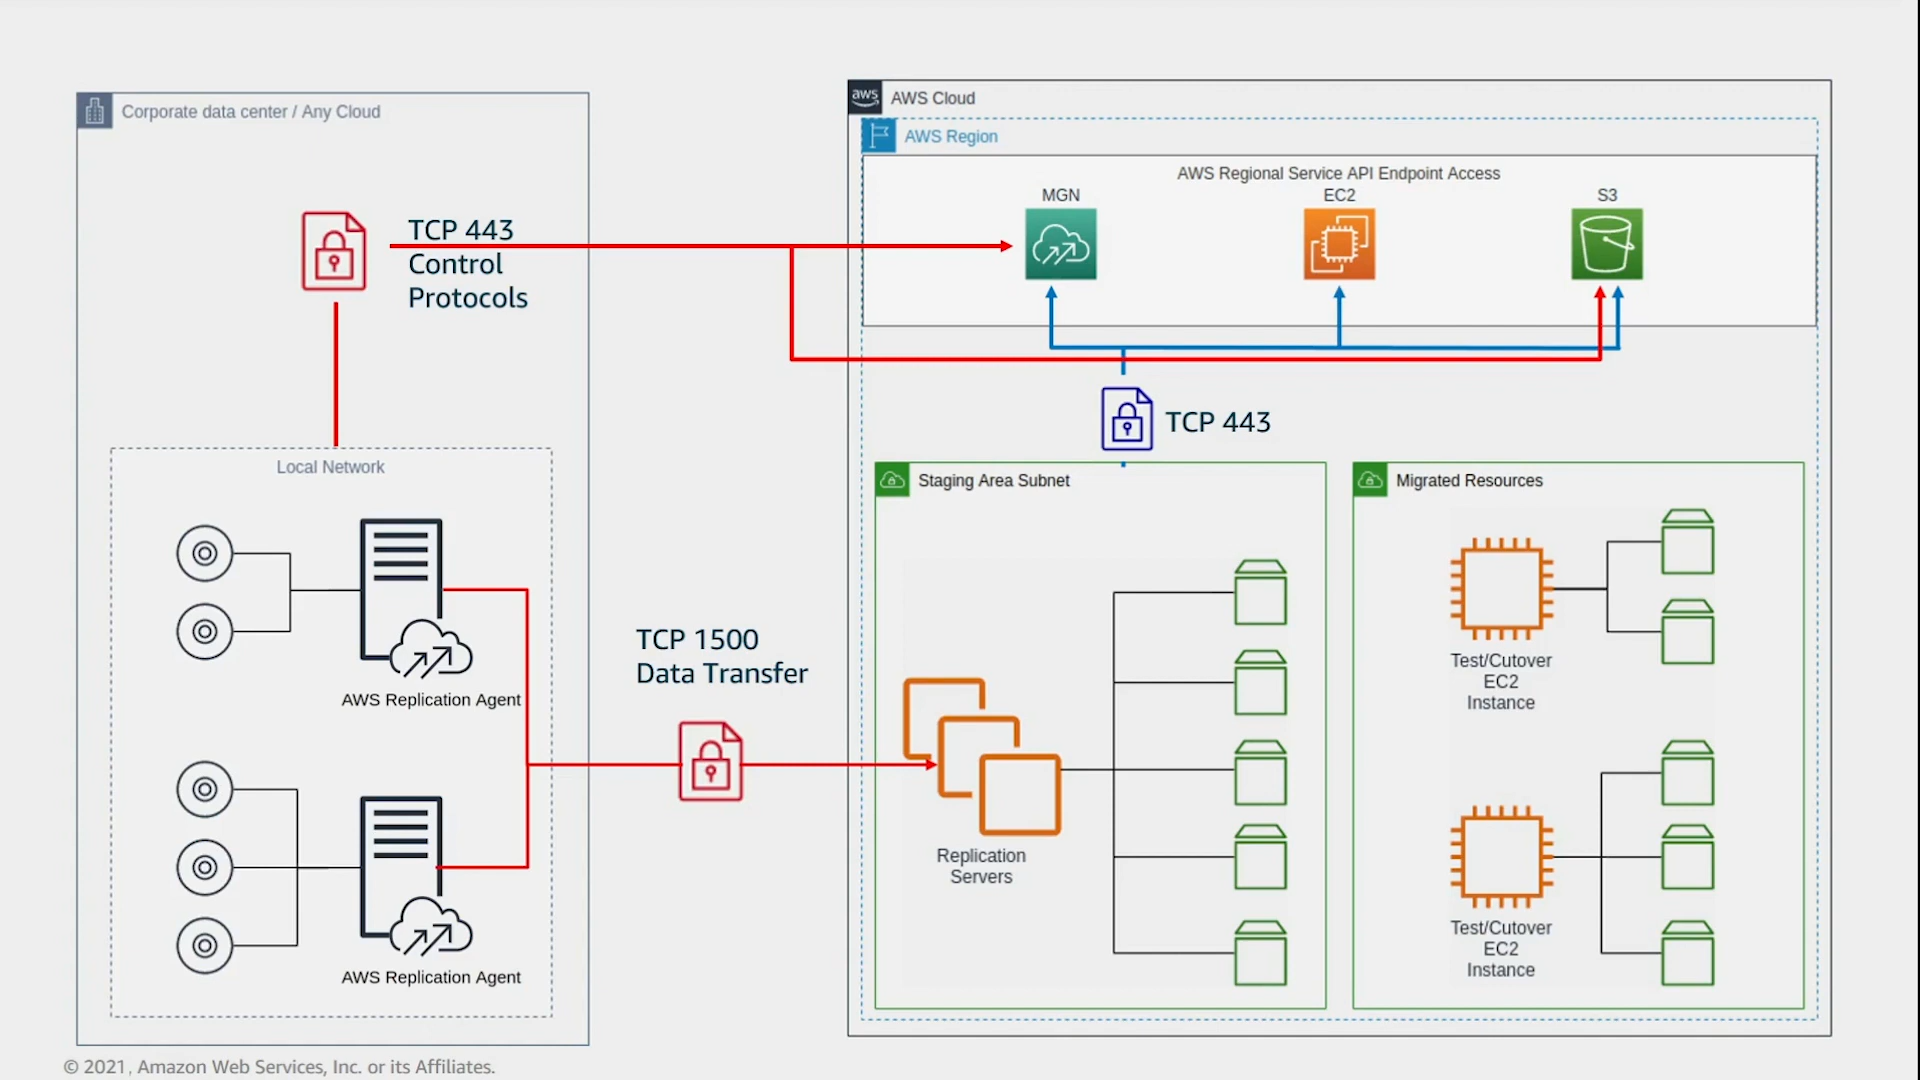 Corporate data center / Any Cloud
TCP 443
Control
Protocols
Local Network
AWS Replication Agent
AWS Replication Agent
TCP 1500
Data Transfer
aws
AWS Cloud
AWS Region
AWS Regional Service API Endpoint Access
MGN
EC2
S3
TCP 443
Staging Area Subnet
Replication
Servers
Migrated Resources
Test/Cutover
EC2
Instance
Test/Cutover
EC2
Instance
© 2021, Amazon Web Services, Inc. or its Affiliates.